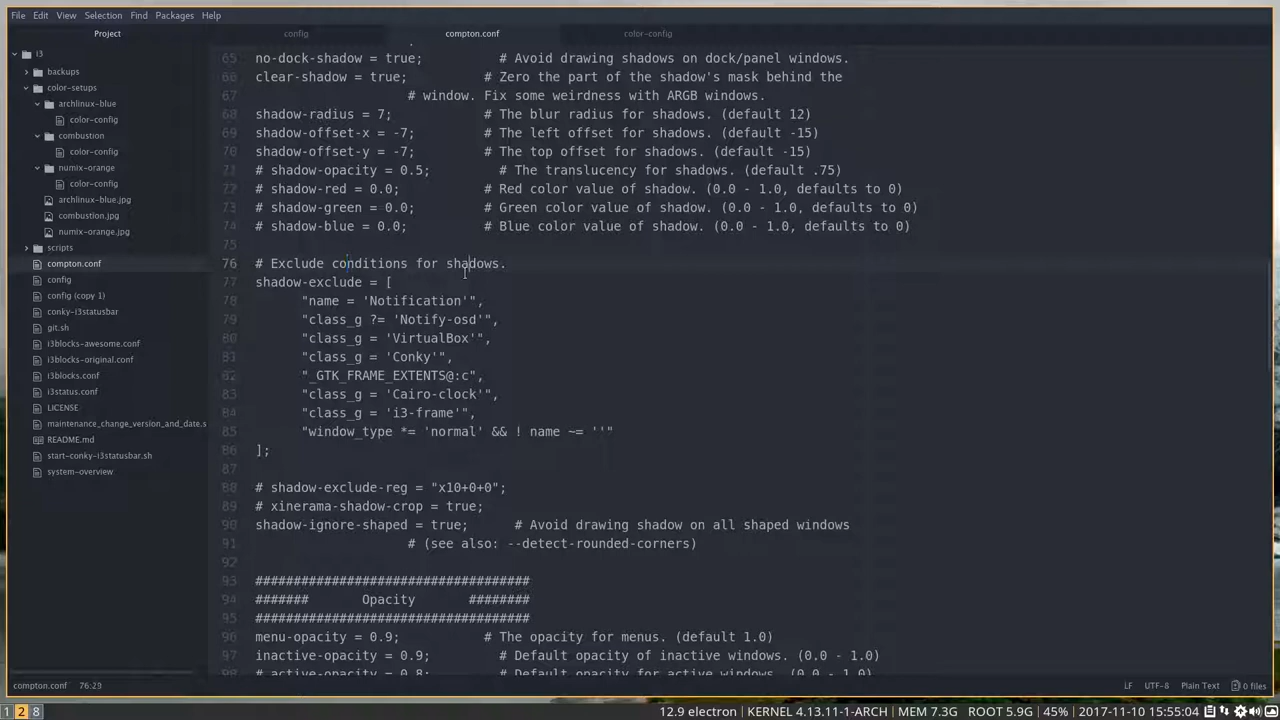 File Edit View Selection Find Packages Help
Project
config
compton.conf
color-config
i3
backups
color-setups
archlinux-blue
color-config
combustion
color-config
numix-orange
color-config
archlinux-blue.jpg
combustion.jpg
numix-orange.jpg
scripts
compton.conf
config
config (copy 1)
conky-i3statusbar
git.sh
i3blocks-awesome.conf
i3blocks-original.conf
i3blocks.conf
i3status.conf
LICENSE
maintenance_change_version_and_date.s
README.md
start-conky-i3statusbar.sh
system-overview
65 no-dock-shadow = true; # Avoid drawing shadows on dock/panel windows.
66 clear-shadow = true; # Zero the part of the shadow's mask behind the
67 # window. Fix some weirdness with ARGB windows.
68 shadow-radius = 7; # The blur radius for shadows. (default 12)
69 shadow-offset-x = -7; # The left offset for shadows. (default -15)
70 shadow-offset-y = -7; # The top offset for shadows. (default -15)
71 # shadow-opacity = 0.5; # The translucency for shadows. (default .75)
72 # shadow-red = 0.0; # Red color value of shadow. (0.0 - 1.0, defaults to 0)
73 # shadow-green = 0.0; # Green color value of shadow. (0.0 - 1.0, defaults to 0)
74 # shadow-blue = 0.0; # Blue color value of shadow. (0.0 - 1.0, defaults to 0)
75
76 # Exclude conditions for shadows.
77 shadow-exclude = [
78 "name = 'Notification'",
79 "class_g ?= 'Notify-osd'",
80 "class_g = 'VirtualBox'",
81 "class_g = 'Conky'",
82 "_GTK_FRAME_EXTENTS@:c",
83 "class_g = 'Cairo-clock'",
84 "class_g = 'i3-frame'",
85 "window_type *= 'normal' && ! name ~= ''"
86 ];
87
88 # shadow-exclude-reg = "x10+0+0";
89 # xinerama-shadow-crop = true;
90 shadow-ignore-shaped = true; # Avoid drawing shadow on all shaped windows
91 # (see also: --detect-rounded-corners)
92
93 ####################################
94 ####### Opacity ########
95 ####################################
96 menu-opacity = 0.9; # The opacity for menus. (default 1.0)
97 inactive-opacity = 0.9; # Default opacity of inactive windows. (0.0 - 1.0)
98 # active-opacity = 0.8; # Default opacity for active windows. (0.0 - 1.0)
compton.conf 76:29
LF UTF-8 Plain Text 0 files
1 2 8
12.9 electron | KERNEL 4.13.11-1-ARCH | MEM 7.3G | ROOT 5.9G | 45% | 2017-11-10 15:55:04